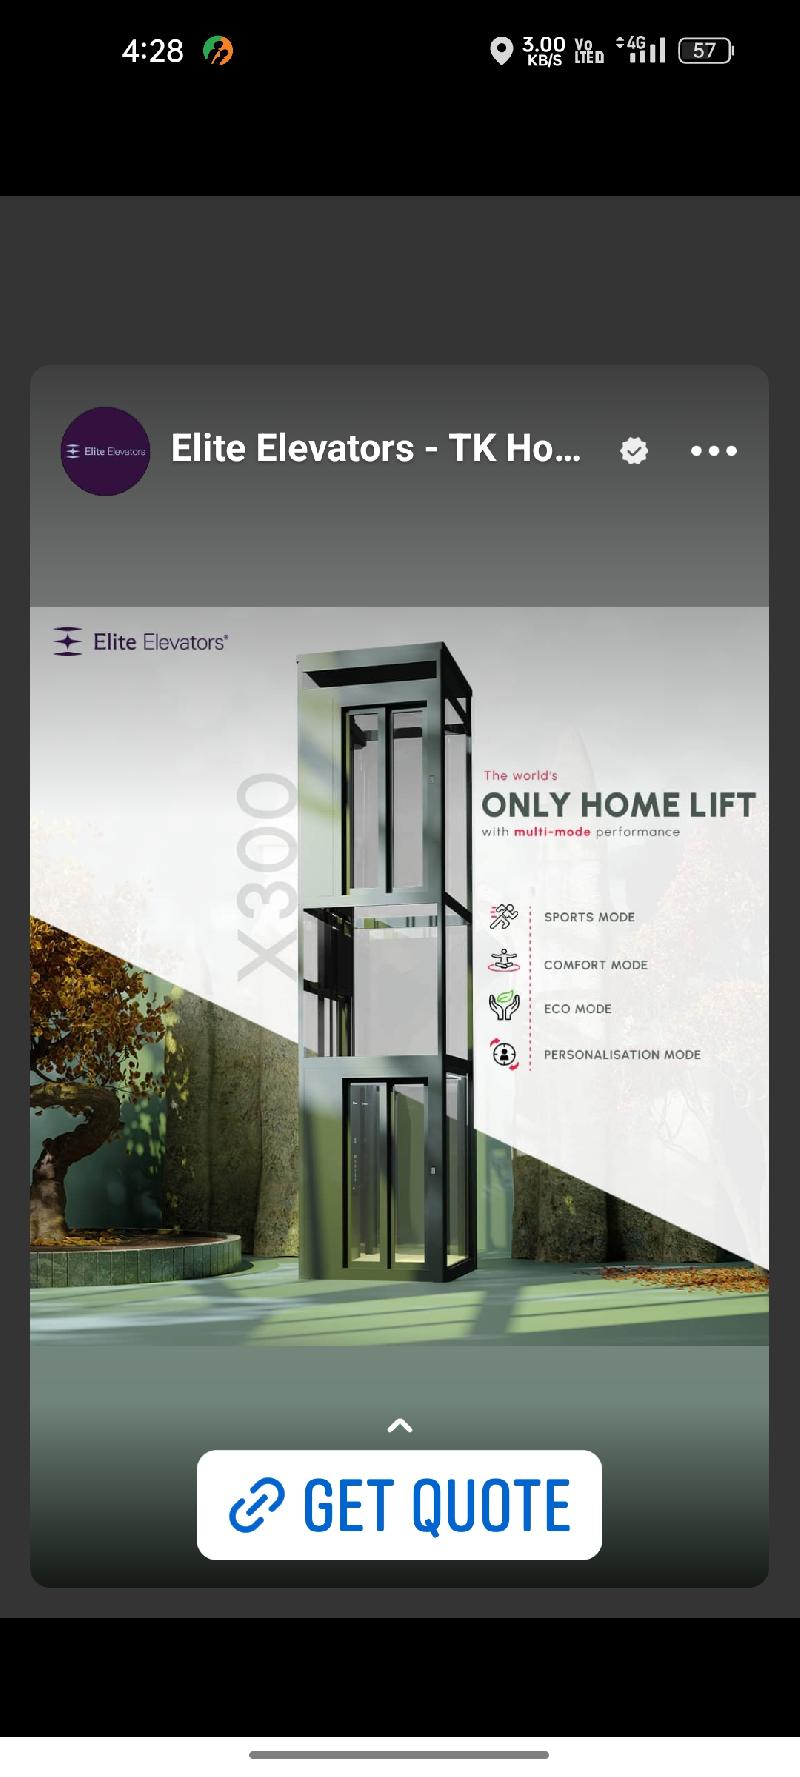 4:28
3.00
KB/S
Vo
LTE
4G
57
Elite Elevators
Elite Elevators - TK Ho...
Elite Elevators®
X300
The world's
ONLY HOME LIFT
with multi-mode performance
SPORTS MODE
COMFORT MODE
ECO MODE
PERSONALISATION MODE
GET QUOTE